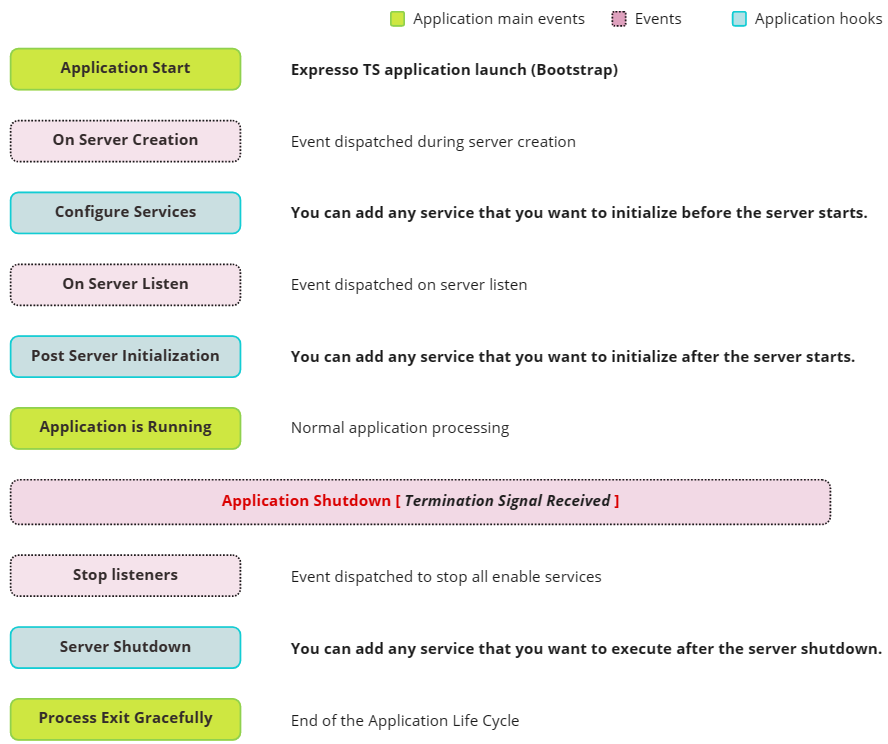 Application main events Events Application hooks
Application Start Expresso TS application launch (Bootstrap)
On Server Creation Event dispatched during server creation
Configure Services You can add any service that you want to initialize before the server starts.
On Server Listen Event dispatched on server listen
Post Server Initialization You can add any service that you want to initialize after the server starts.
Application is Running Normal application processing
Application Shutdown [ Termination Signal Received ]
Stop listeners Event dispatched to stop all enable services
Server Shutdown You can add any service that you want to execute after the server shutdown.
Process Exit Gracefully End of the Application Life Cycle